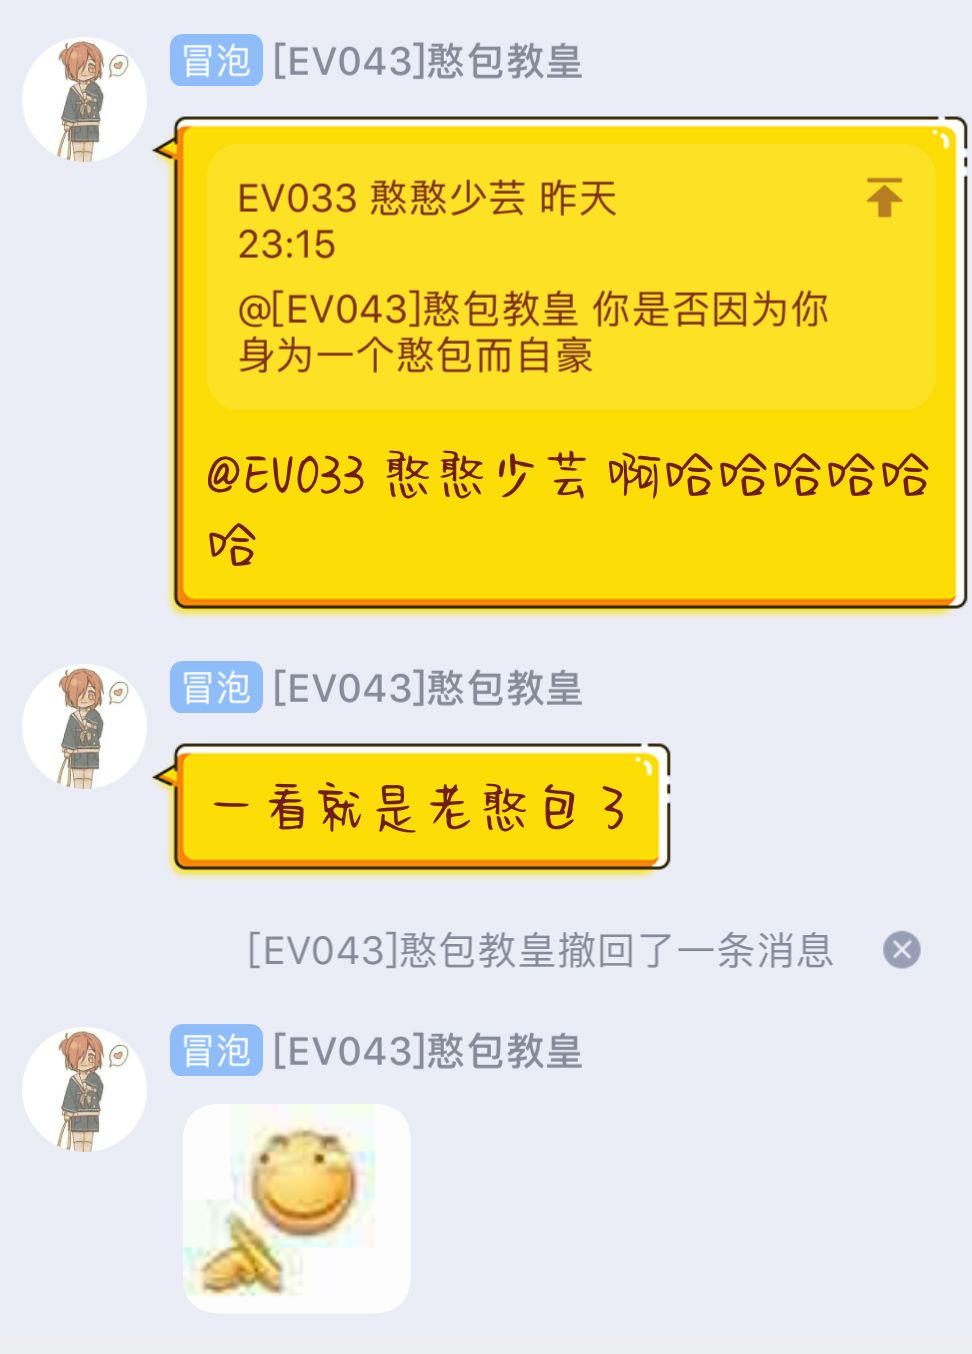 冒泡 [EV043]憨包教皇
EV033 憨憨少芸 昨天
23:15
@[EV043]憨包教皇 你是否因为你
身为一个憨包而自豪
@EV033 憨憨少芸 啊哈哈哈哈哈
哈
冒泡 [EV043]憨包教皇
一看就是老憨包了
[EV043]憨包教皇撤回了一条消息
冒泡 [EV043]憨包教皇